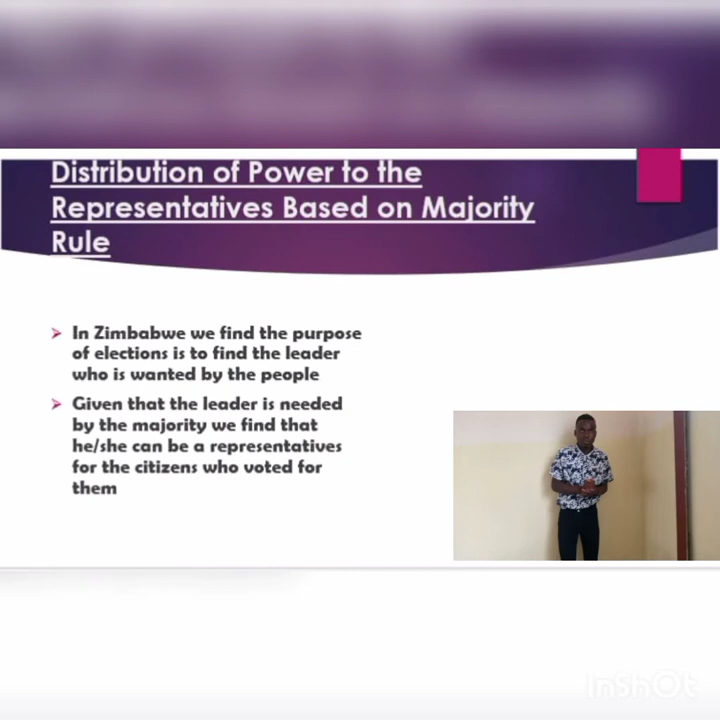 Distribution of Power to the
Representatives Based on Majority
Rule
➢ In Zimbabwe we find the purpose
of elections is to find the leader
who is wanted by the people
➢ Given that the leader is needed
by the majority we find that
he/she can be a representatives
for the citizens who voted for
them
InShOt